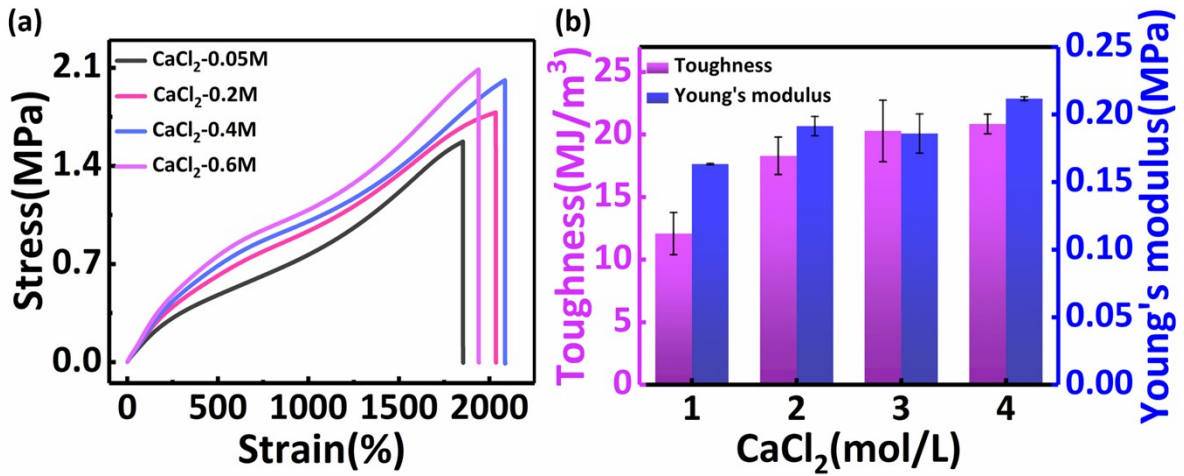 (a)
Stress(MPa)
2.1
1.4
0.7
0.0
CaCl₂-0.05M
CaCl₂-0.2M
CaCl₂-0.4M
CaCl₂-0.6M
0 500 1000 1500 2000
Strain(%)
(b)
Toughness(MJ/m³)
25
20
15
10
5
0
Toughness
Young's modulus
0.25
0.20
0.15
0.10
0.05
0.00
Young's modulus(MPa)
1 2 3 4
CaCl₂(mol/L)